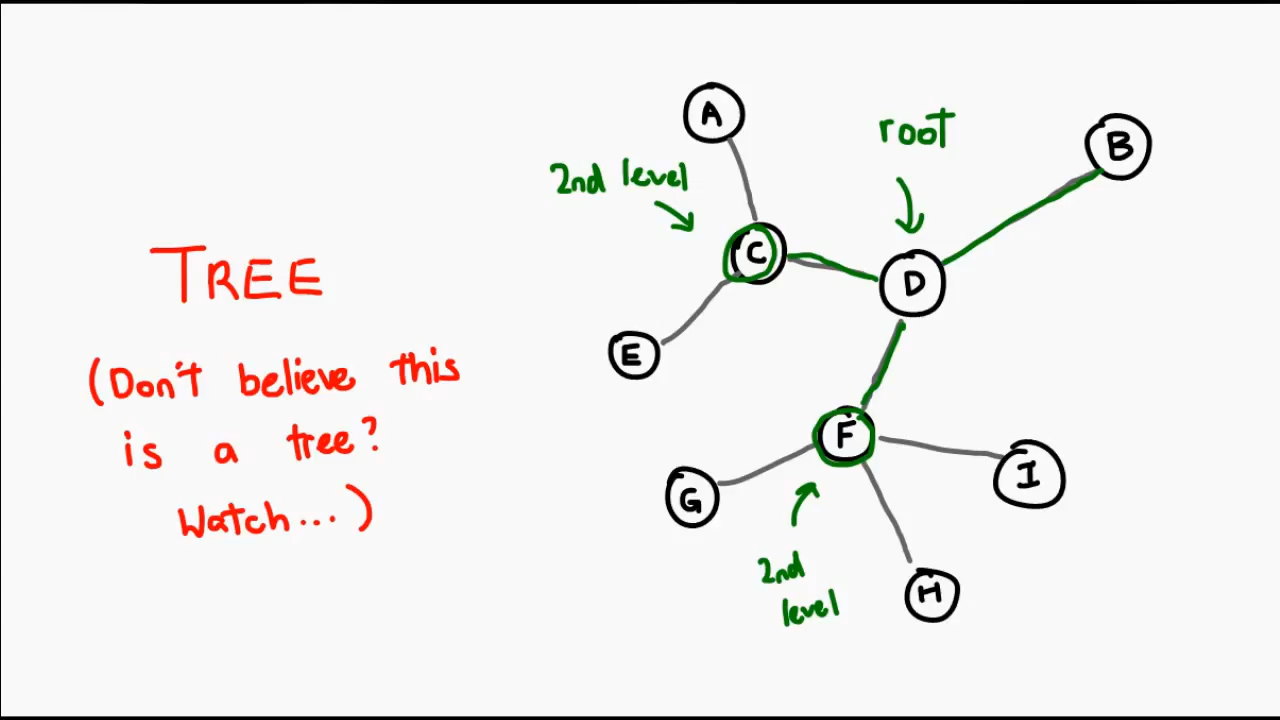 TREE
(Don't believe this
is a tree?
Watch...)
A
root
B
2nd level
C
D
E
F
G
I
2nd
level
H